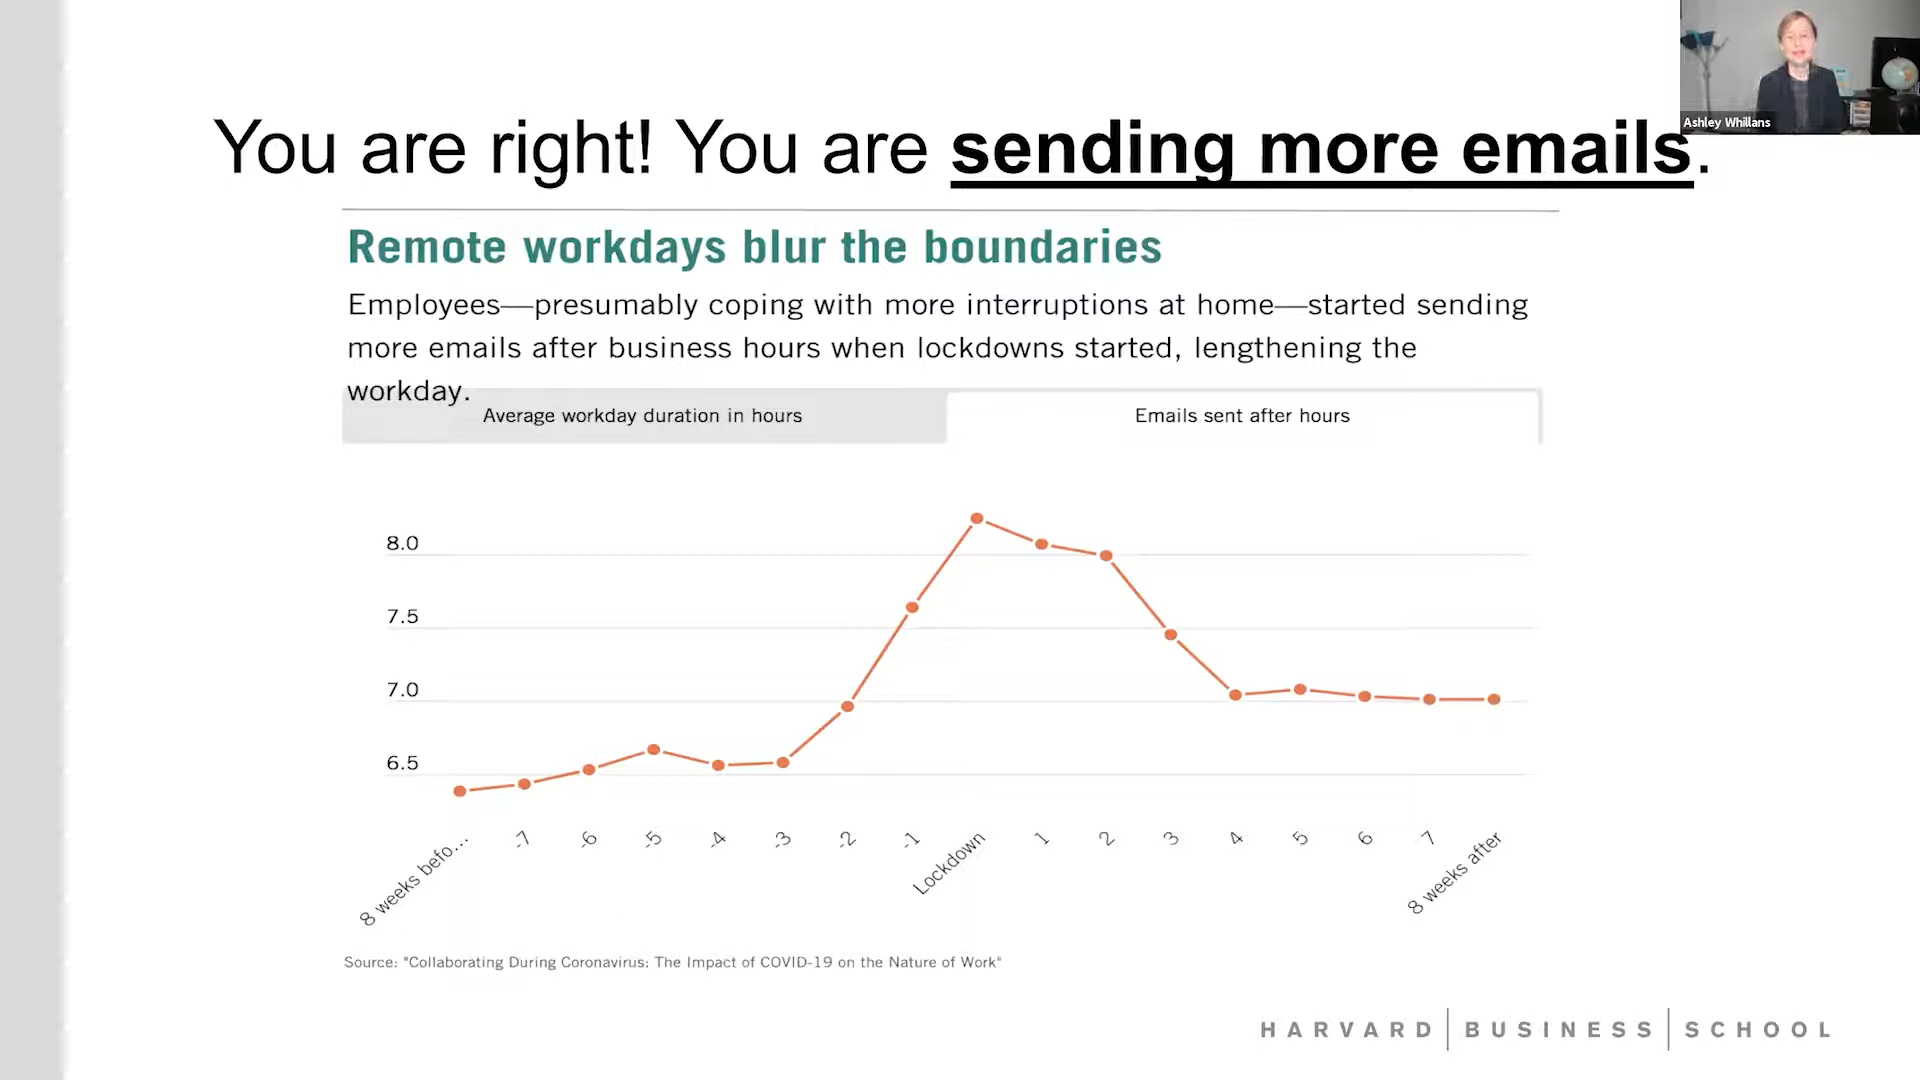 Ashley Whillans
You are right! You are sending more emails.
Remote workdays blur the boundaries
Employees—presumably coping with more interruptions at home—started sending
more emails after business hours when lockdowns started, lengthening the
workday.
Average workday duration in hours
Emails sent after hours
8.0
7.5
7.0
6.5
8 weeks befo...
-7
-6
-5
-4
-3
-2
-1
Lockdown
1
2
3
4
5
6
7
8 weeks after
Source: "Collaborating During Coronavirus: The Impact of COVID-19 on the Nature of Work"
HARVARD | BUSINESS | SCHOOL